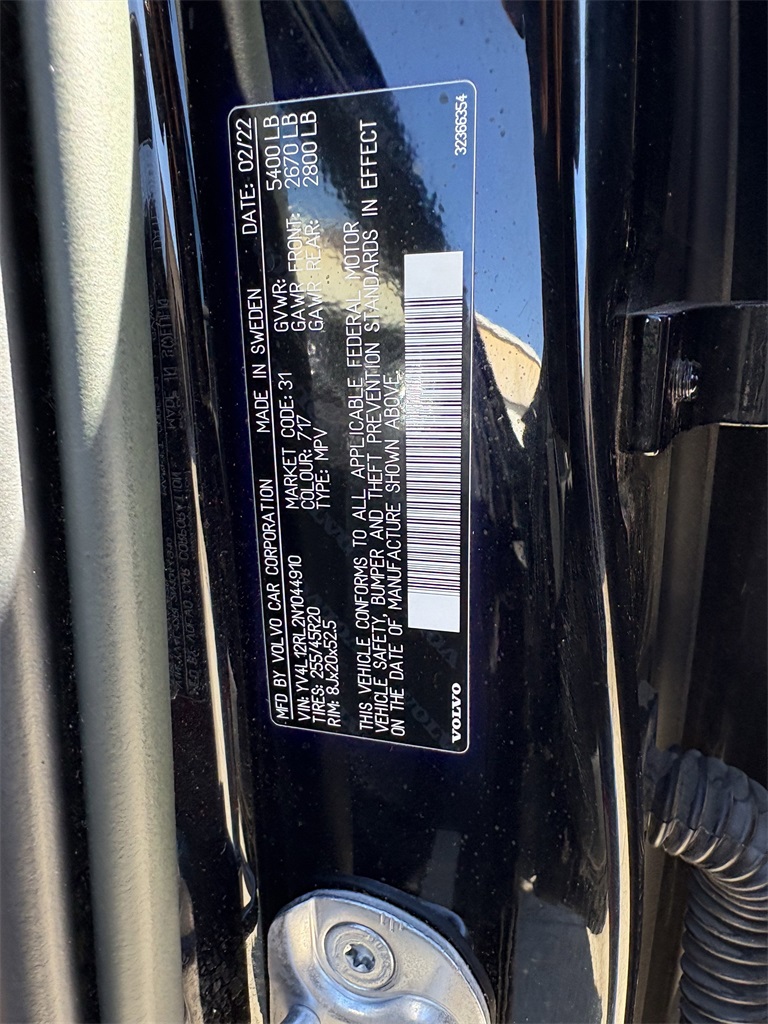 MFD BY VOLVO CAR CORPORATION MADE IN SWEDEN DATE: 02/22
VIN: YV4L12RL2N1044910 MARKET CODE: 31 GVWR: 5400 LB
TIRES: 255/45R20 COLOUR: 717 GAWR FRONT: 2670 LB
RIM: 8Jx20x52.5 TYPE: MPV GAWR REAR: 2800 LB
THIS VEHICLE CONFORMS TO ALL APPLICABLE FEDERAL MOTOR
VEHICLE SAFETY, BUMPER AND THEFT PREVENTION STANDARDS IN EFFECT
ON THE DATE OF MANUFACTURE SHOWN ABOVE.
VOLVO 32366354